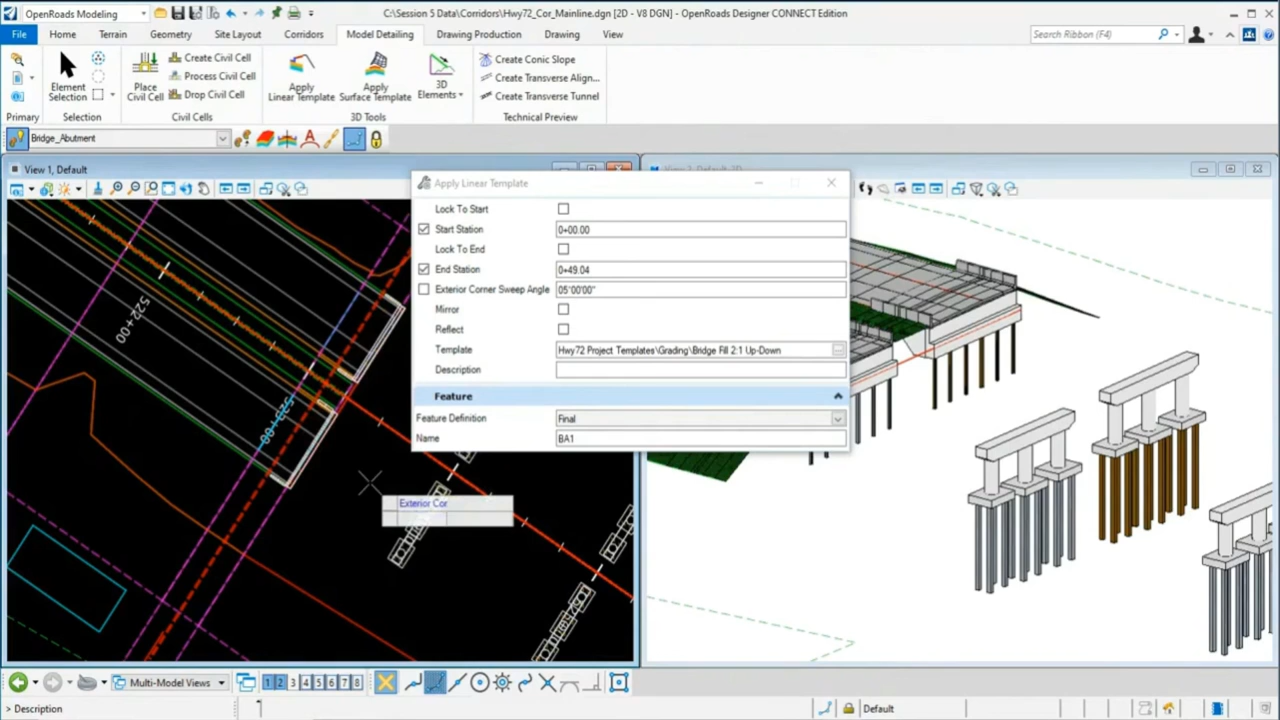 OpenRoads Modeling
C:\Session 5 Data\Corridors\Hwy72_Cor_Mainline.dgn [2D - V8 DGN] - OpenRoads Designer CONNECT Edition
File Home Terrain Geometry Site Layout Corridors Model Detailing Drawing Production Drawing View
Search Ribbon (F4)
Element Selection
Place Civil Cell
Create Civil Cell
Process Civil Cell
Drop Civil Cell
Apply Linear Template
Apply Surface Template
3D Elements
Create Conic Slope
Create Transverse Align...
Create Transverse Tunnel
Primary Selection Civil Cells 3D Tools Technical Preview
Bridge_Abutment
View 1, Default
Apply Linear Template
Lock To Start
Start Station 0+00.00
Lock To End
End Station 0+49.04
Exterior Corner Sweep Angle 05°00'00"
Mirror
Reflect
Template Hwy72 Project Templates\Grading\Bridge Fill 2:1 Up-Down
Description
Feature
Feature Definition Final
Name BA1
522+00
523+00
Exterior Cor
Multi-Model Views
1 2 3 4 5 6 7 8
> Description
Default